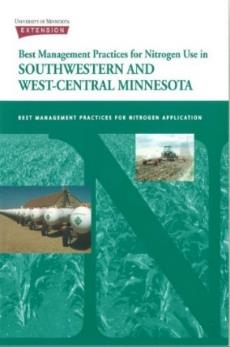 UNIVERSITY OF MINNESOTA
EXTENSION
Best Management Practices for Nitrogen Use in
SOUTHWESTERN AND
WEST-CENTRAL MINNESOTA
BEST MANAGEMENT PRACTICES FOR NITROGEN APPLICATION
N